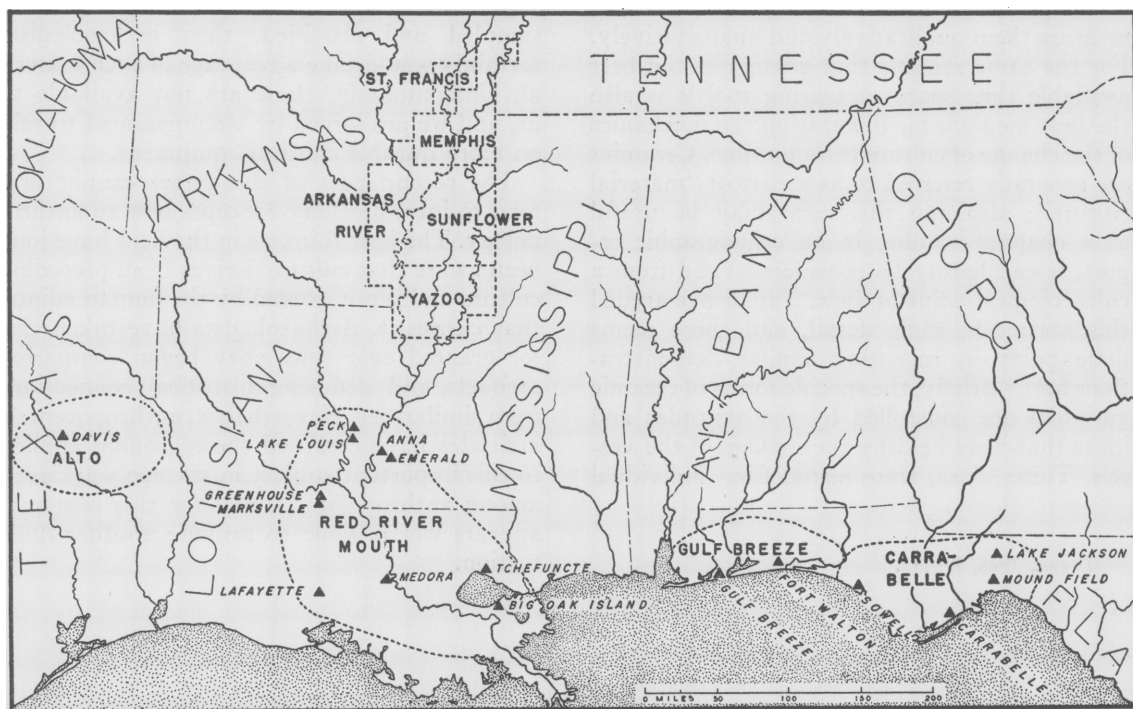 OKLAHOMA
ARKANSAS
TENNESSEE
ST. FRANCIS
MEMPHIS
ARKANSAS
RIVER
SUNFLOWER
YAZOO
TEXAS
LOUISIANA
MISSISSIPPI
ALABAMA
GEORGIA
FLA
DAVIS
ALTO
PECK
LAKE LOUIS
ANNA
EMERALD
GREENHOUSE
MARKSVILLE
RED RIVER
MOUTH
MEDORA
TCHEFUNCTE
LAFAYETTE
BIG OAK ISLAND
GULF BREEZE
GULF BREEZE
FORT WALTON
SOWELL
CARRA-
BELLE
CARRABELLE
LAKE JACKSON
MOUND FIELD
0 MILES 50 100 150 200